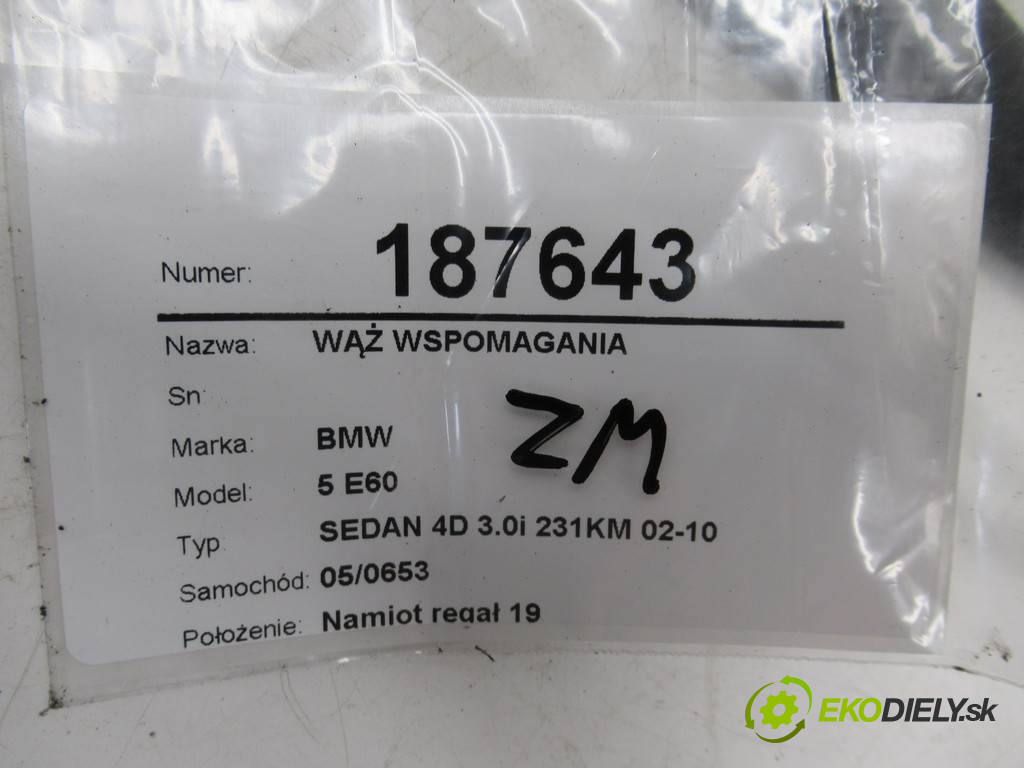 Numer: 187643
Nazwa: WĄŻ WSPOMAGANIA
Sn
Marka: BMW
ZM
Model: 5 E60
Typ SEDAN 4D 3.0i 231KM 02-10
Samochód: 05/0653
Położenie: Namiot regał 19
EKODIELY.sk